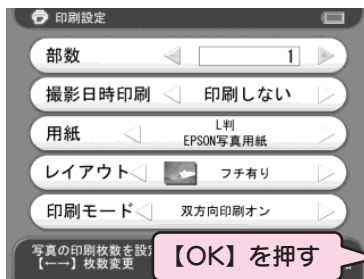 印刷設定
部数 1
撮影日時印刷 印刷しない
用紙 L判
EPSON写真用紙
レイアウト フチ有り
印刷モード 双方向印刷オン
写真の印刷枚数を設
【←→】枚数変更
【OK】を押す